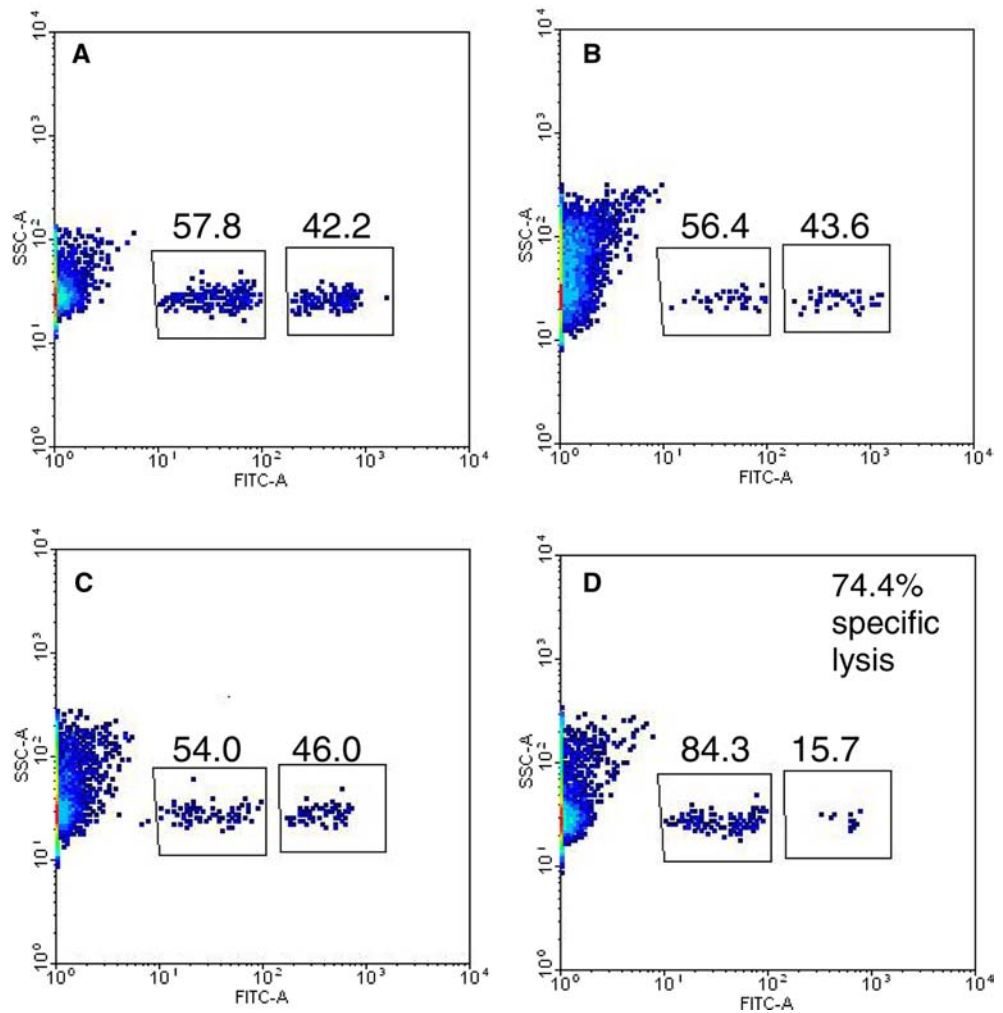 A
57.8 42.2
SSC-A
10⁴
10³
10²
10¹
10⁰
10⁰ 10¹ 10² 10³ 10⁴
FITC-A
B
56.4 43.6
SSC-A
10⁴
10³
10²
10¹
10⁰
10⁰ 10¹ 10² 10³ 10⁴
FITC-A
C
54.0 46.0
SSC-A
10⁴
10³
10²
10¹
10⁰
10⁰ 10¹ 10² 10³ 10⁴
FITC-A
D
74.4%
specific
lysis
84.3 15.7
SSC-A
10⁴
10³
10²
10¹
10⁰
10⁰ 10¹ 10² 10³ 10⁴
FITC-A